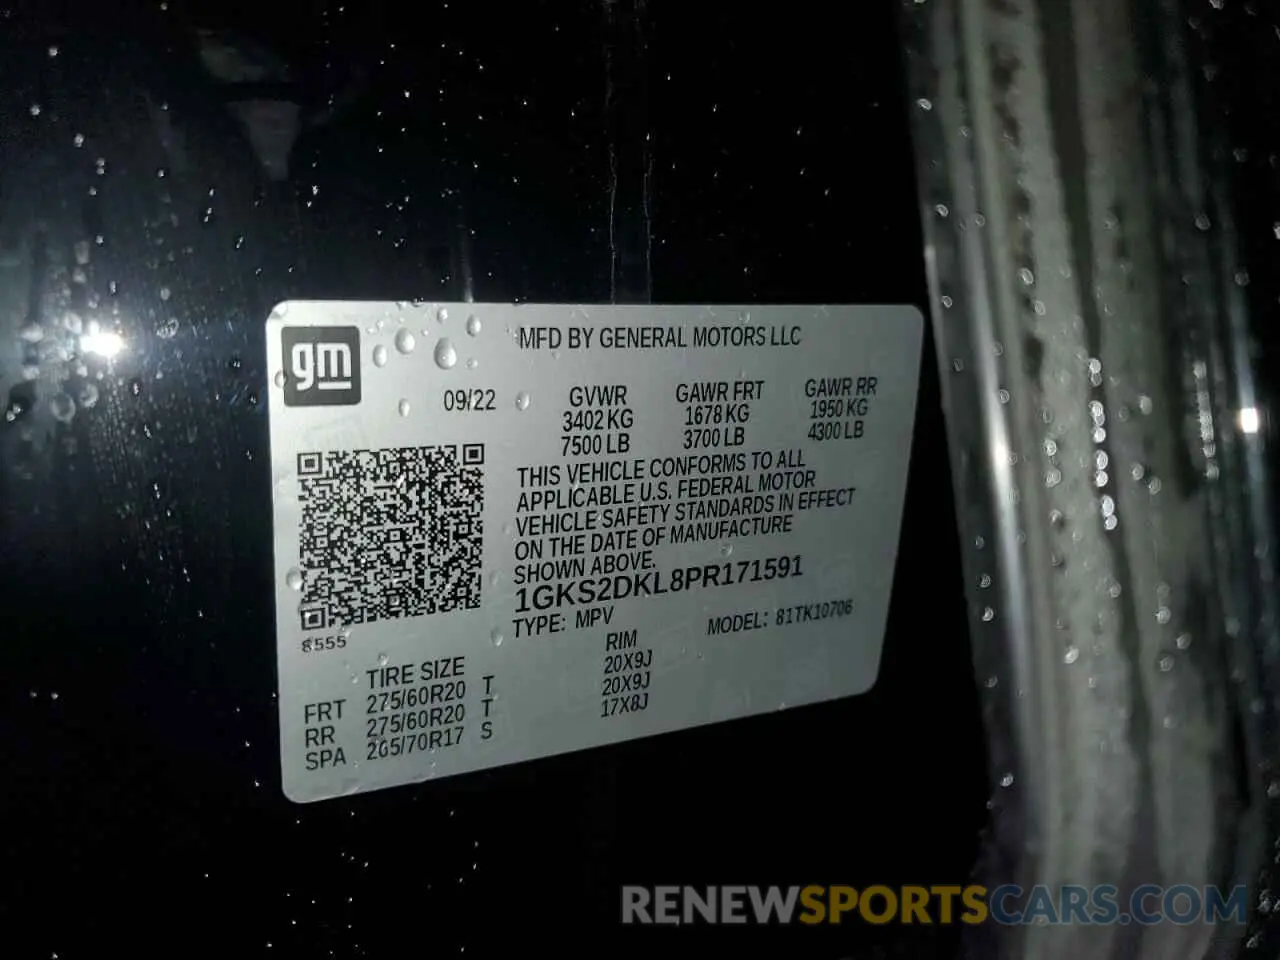 gm
MFD BY GENERAL MOTORS LLC
09/22
GVWR GAWR FRT GAWR RR
3402 KG 1678 KG 1950 KG
7500 LB 3700 LB 4300 LB
THIS VEHICLE CONFORMS TO ALL
APPLICABLE U.S. FEDERAL MOTOR
VEHICLE SAFETY STANDARDS IN EFFECT
ON THE DATE OF MANUFACTURE
SHOWN ABOVE.
1GKS2DKL8PR171591
TYPE: MPV MODEL: 81TK10706
8555
TIRE SIZE RIM
FRT 275/60R20 T 20X9J
RR 275/60R20 T 20X9J
SPA 265/70R17 S 17X8J
RENEWSPORTSCARS.COM